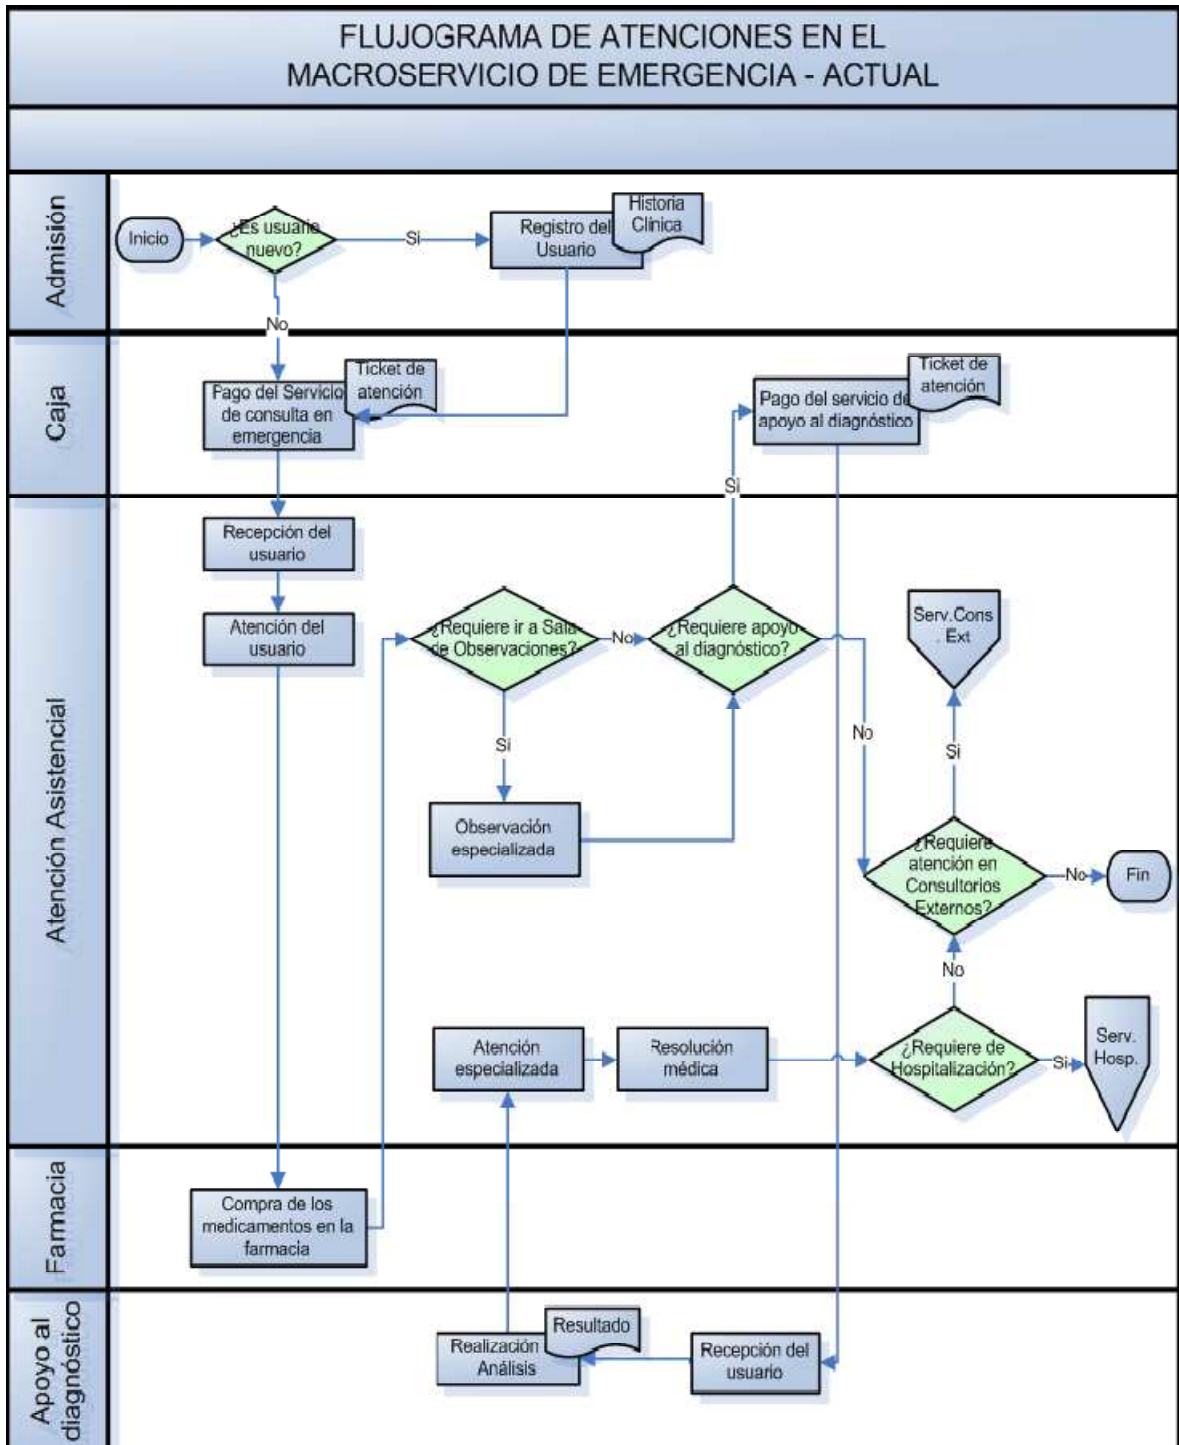 FLUJOGRAMA DE ATENCIONES EN EL
MACROSERVICIO DE EMERGENCIA - ACTUAL
Admisión
Inicio
¿Es usuario
nuevo?
Si
Registro del
Usuario
Historia
Clínica
No
Caja
Pago del Servicio
de consulta en
emergencia
Ticket de
atención
Pago del servicio de
apoyo al diagnóstico
Ticket de
atención
Si
Atención Asistencial
Recepción del
usuario
Atención del
usuario
¿Requiere ir a Sala
de Observaciones?
No
¿Requiere apoyo
al diagnóstico?
Serv.Cons
. Ext
Si
No
Si
Observación
especializada
¿Requiere
atención en
Consultorios
Externos?
No
Fin
No
Atención
especializada
Resolución
médica
¿Requiere de
Hospitalización?
Si
Serv.
Hosp.
Farmacia
Compra de los
medicamentos en la
farmacia
Apoyo al
diagnóstico
Realización
Análisis
Resultado
Recepción del
usuario